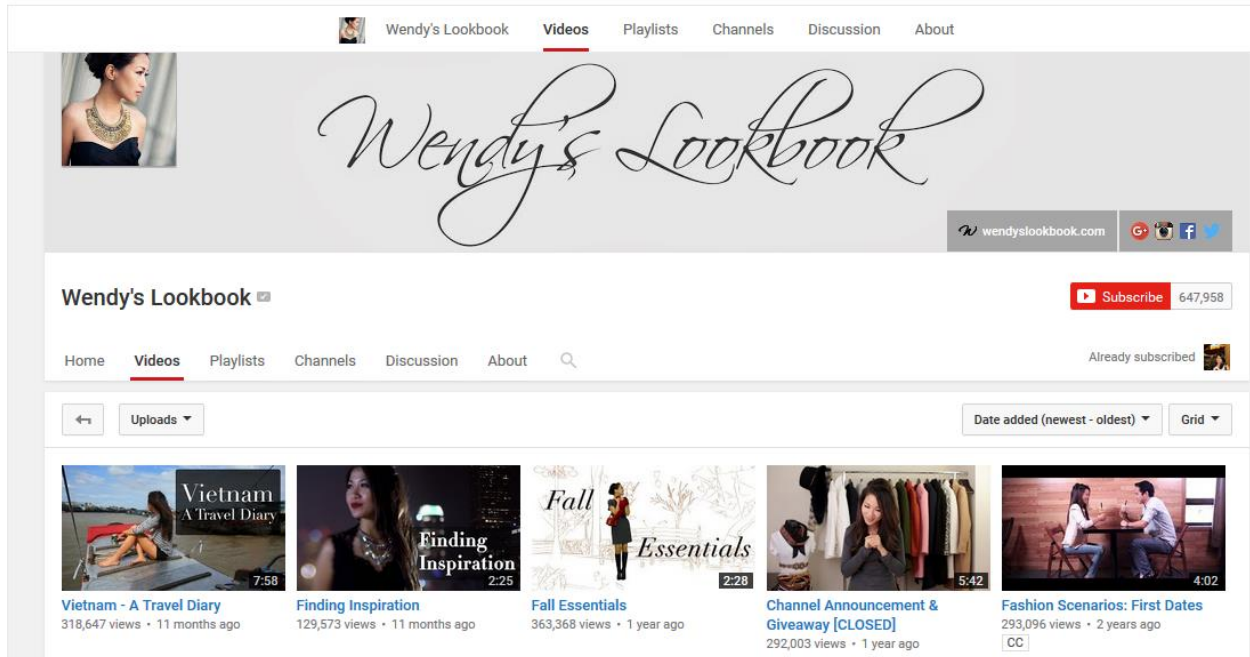 Wendy's Lookbook Videos Playlists Channels Discussion About
Wendy's Lookbook
W wendyslookbook.com G+ f
Wendy's Lookbook
Subscribe 647,958
Home Videos Playlists Channels Discussion About
Already subscribed
Uploads
Date added (newest - oldest) Grid
Vietnam
A Travel Diary
7:58
Finding
Inspiration
2:25
Fall
Essentials
2:28
5:42
4:02
Vietnam - A Travel Diary
318,647 views • 11 months ago
Finding Inspiration
129,573 views • 11 months ago
Fall Essentials
363,368 views • 1 year ago
Channel Announcement &
Giveaway [CLOSED]
292,003 views • 1 year ago
Fashion Scenarios: First Dates
293,096 views • 2 years ago
CC